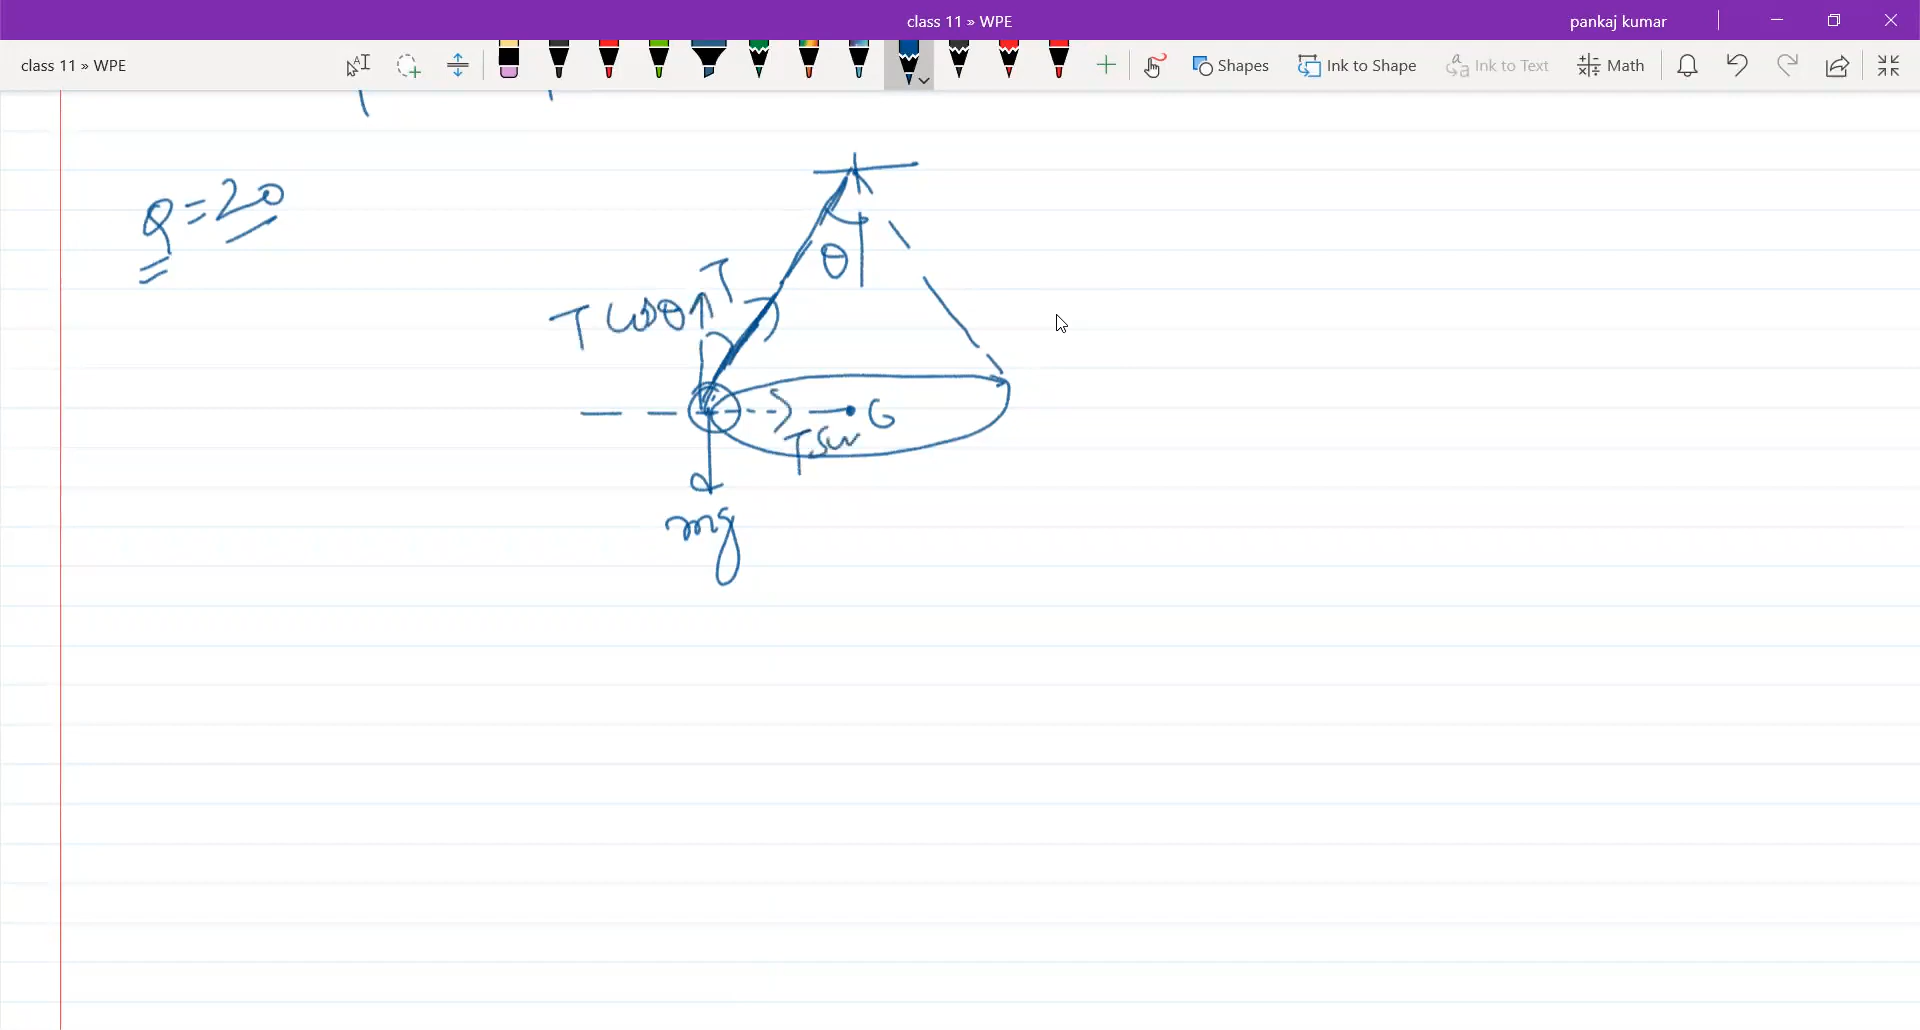 class 11 » WPE
pankaj kumar
class 11 » WPE
Shapes
Ink to Shape
Ink to Text
Math
Q = 20
θ
T
T cosθ
G
T sin
mg